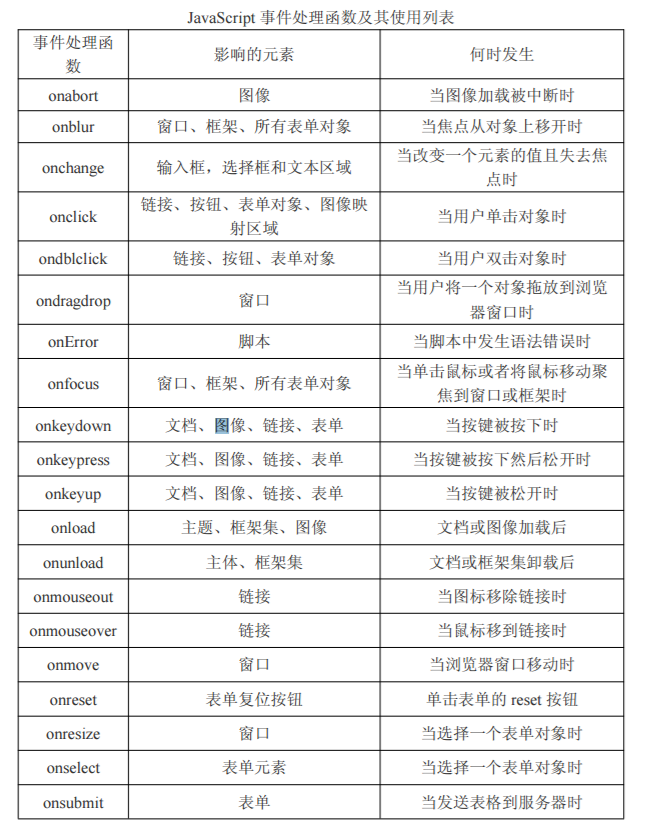 JavaScript 事件处理函数及其使用列表
事件处理函
数
影响的元素
何时发生
onabort
图像
当图像加载被中断时
onblur
窗口、框架、所有表单对象
当焦点从对象上移开时
onchange
输入框，选择框和文本区域
当改变一个元素的值且失去焦
点时
onclick
链接、按钮、表单对象、图像映
射区域
当用户单击对象时
ondblclick
链接、按钮、表单对象
当用户双击对象时
ondragdrop
窗口
当用户将一个对象拖放到浏览
器窗口时
onError
脚本
当脚本中发生语法错误时
onfocus
窗口、框架、所有表单对象
当单击鼠标或者将鼠标移动聚
焦到窗口或框架时
onkeydown
文档、图像、链接、表单
当按键被按下时
onkeypress
文档、图像、链接、表单
当按键被按下然后松开时
onkeyup
文档、图像、链接、表单
当按键被松开时
onload
主题、框架集、图像
文档或图像加载后
onunload
主体、框架集
文档或框架集卸载后
onmouseout
链接
当图标移除链接时
onmouseover
链接
当鼠标移到链接时
onmove
窗口
当浏览器窗口移动时
onreset
表单复位按钮
单击表单的 reset 按钮
onresize
窗口
当选择一个表单对象时
onselect
表单元素
当选择一个表单对象时
onsubmit
表单
当发送表格到服务器时